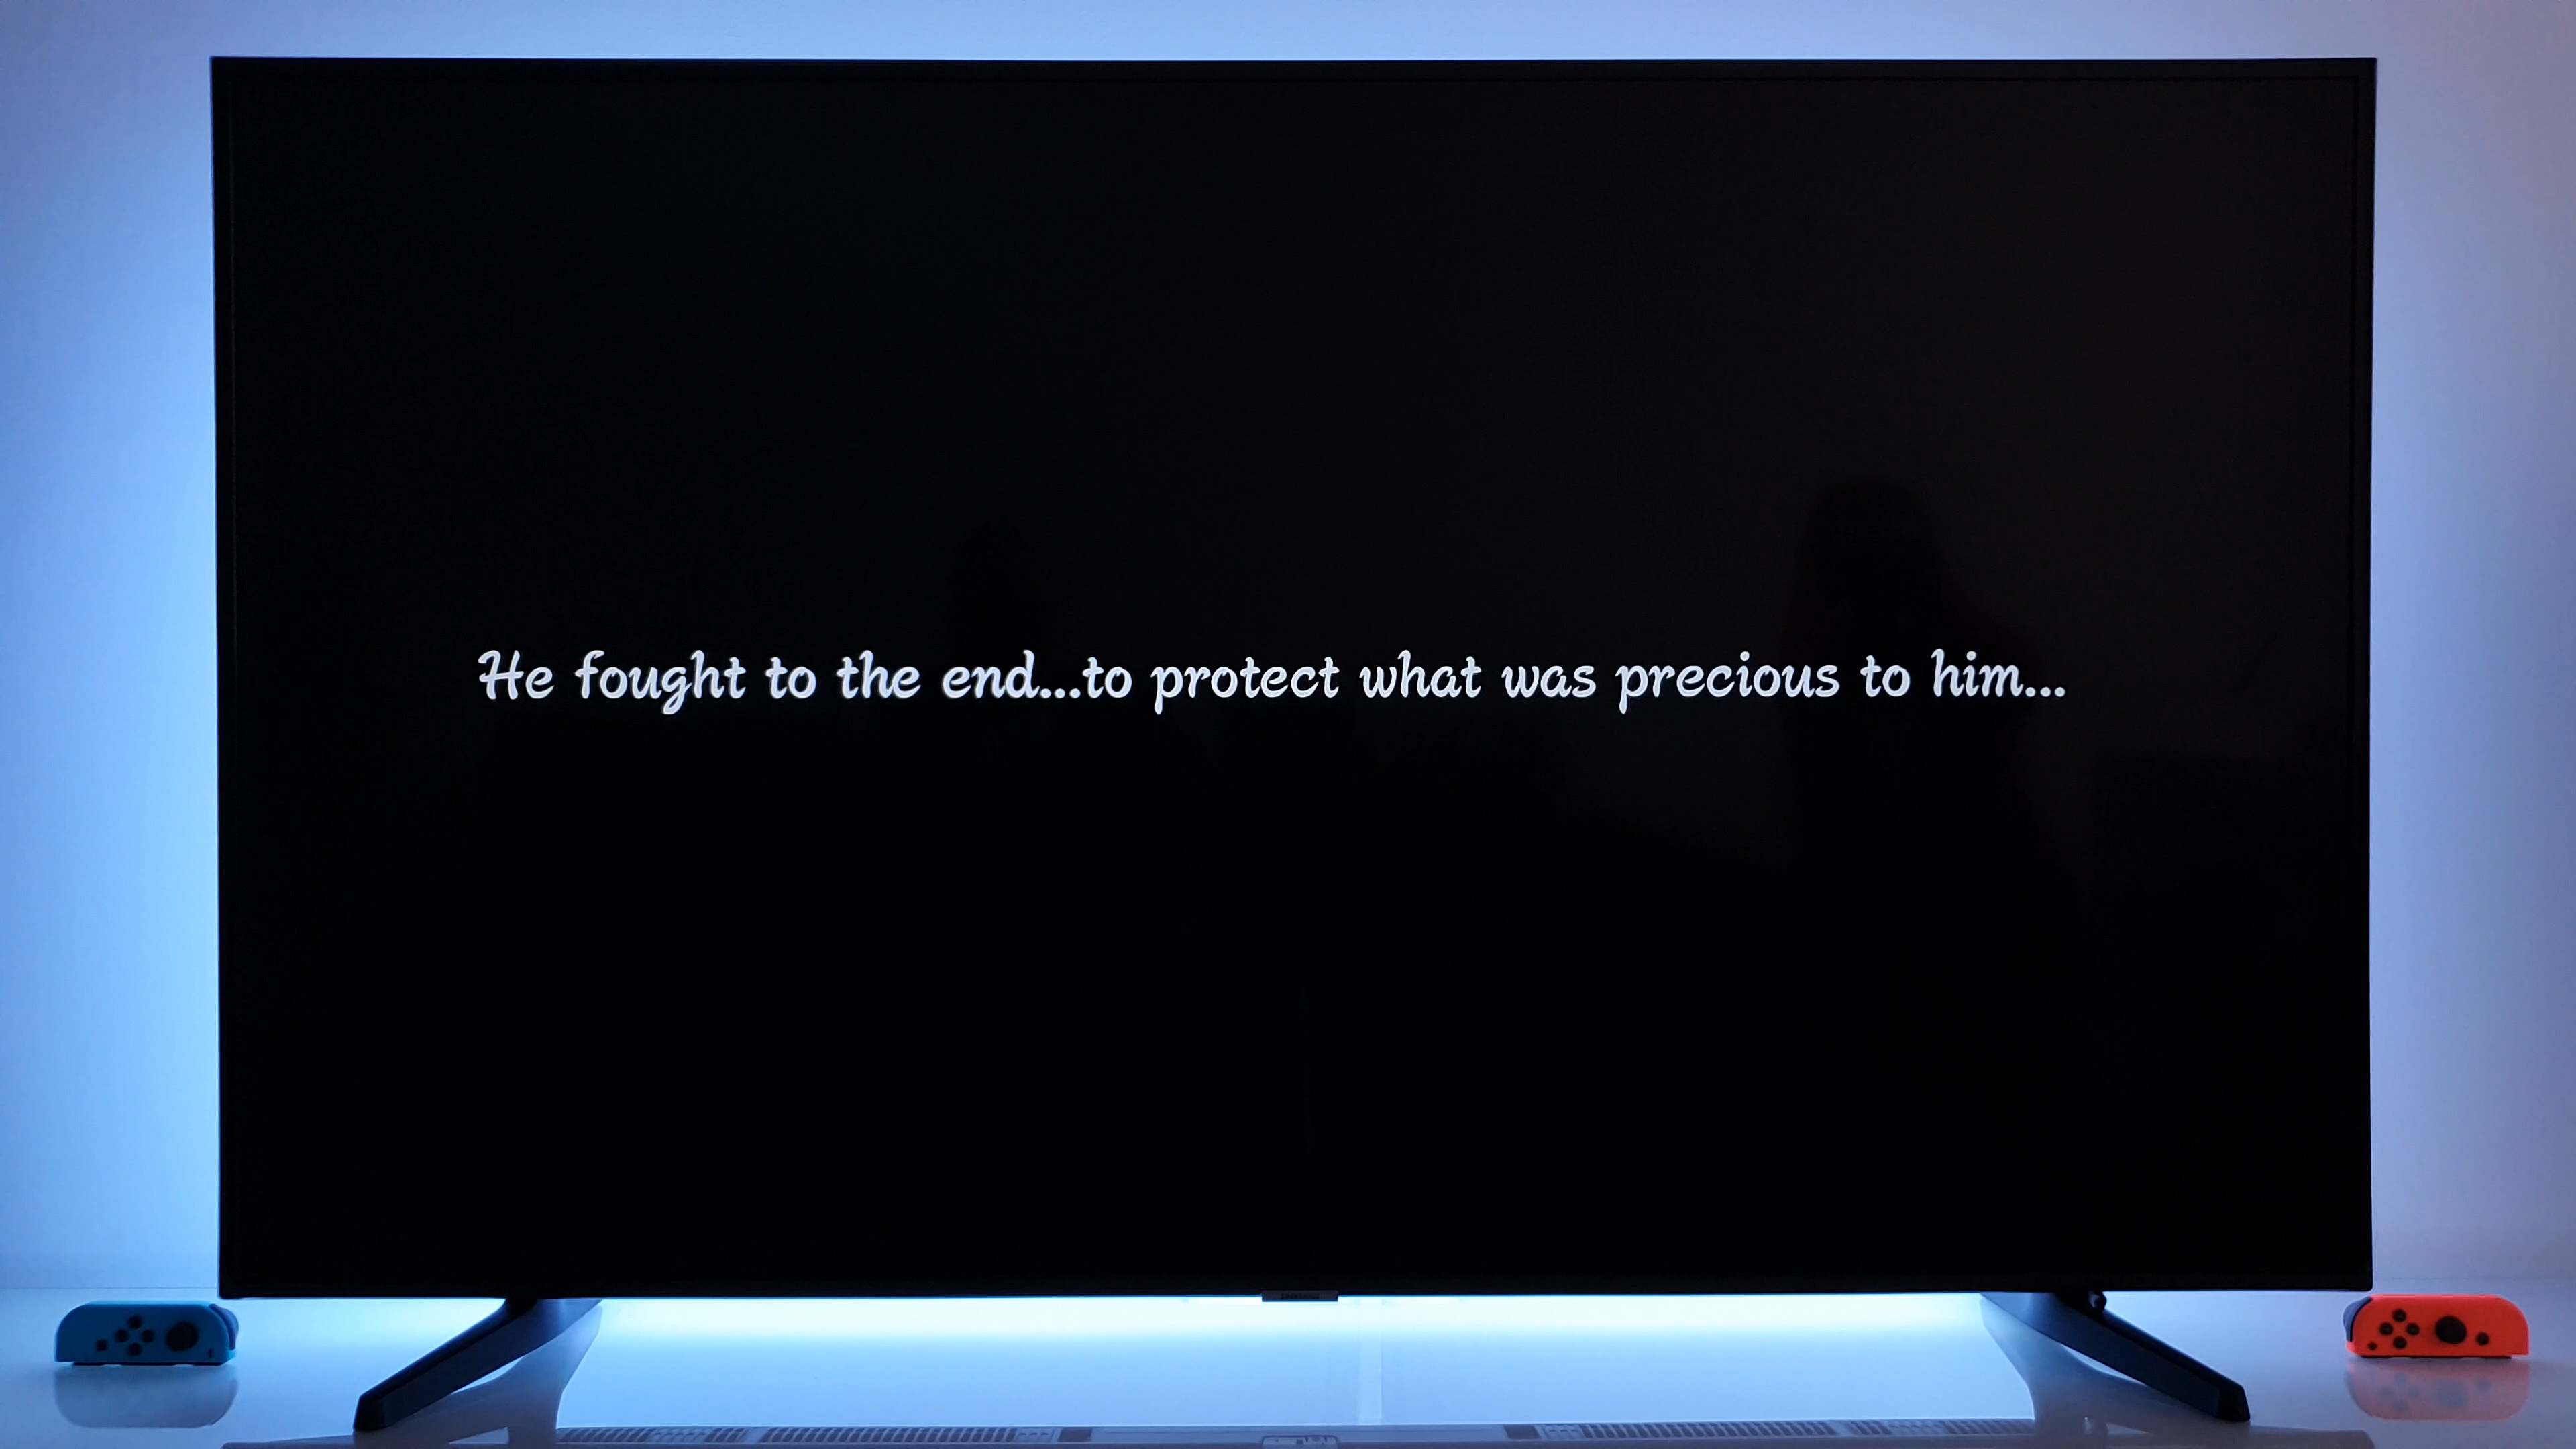 He fought to the end...to protect what was precious to him...